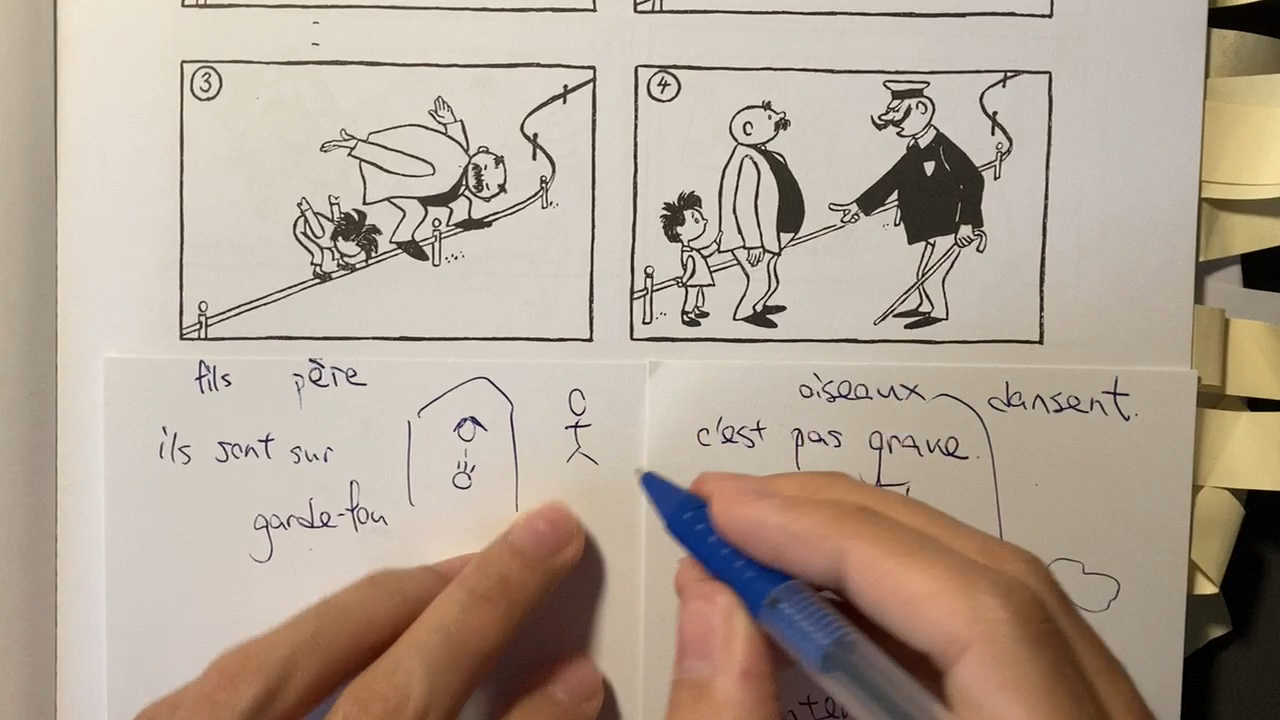 3
4
fils père
ils sont sur
garde-fou
oiseaux dansent.
c'est pas grave.